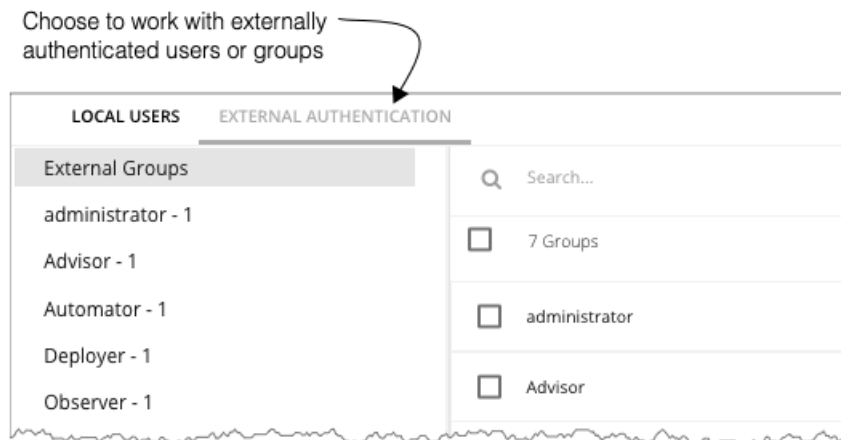 Choose to work with externally
authenticated users or groups
LOCAL USERS EXTERNAL AUTHENTICATION
External Groups
administrator - 1
Advisor - 1
Automator - 1
Deployer - 1
Observer - 1
Search...
7 Groups
administrator
Advisor